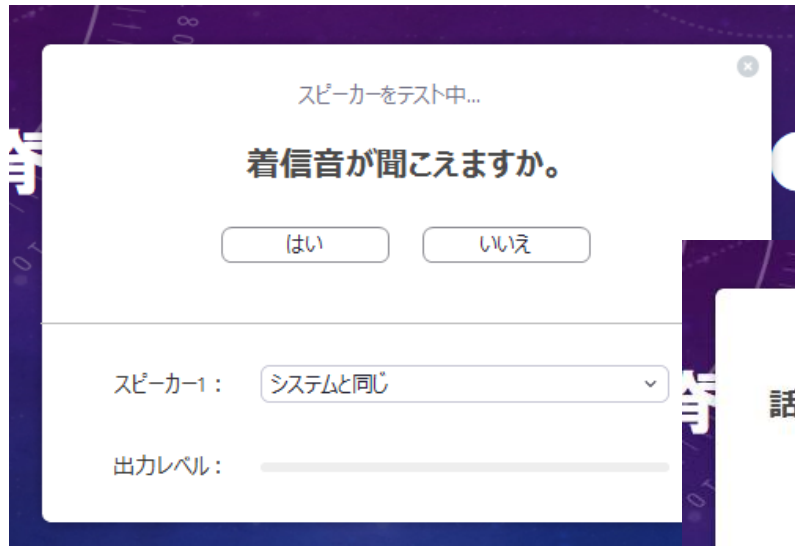 スピーカーをテスト中...
着信音が聞こえますか。
はい
いいえ
スピーカー1：
システムと同じ
出力レベル：
話